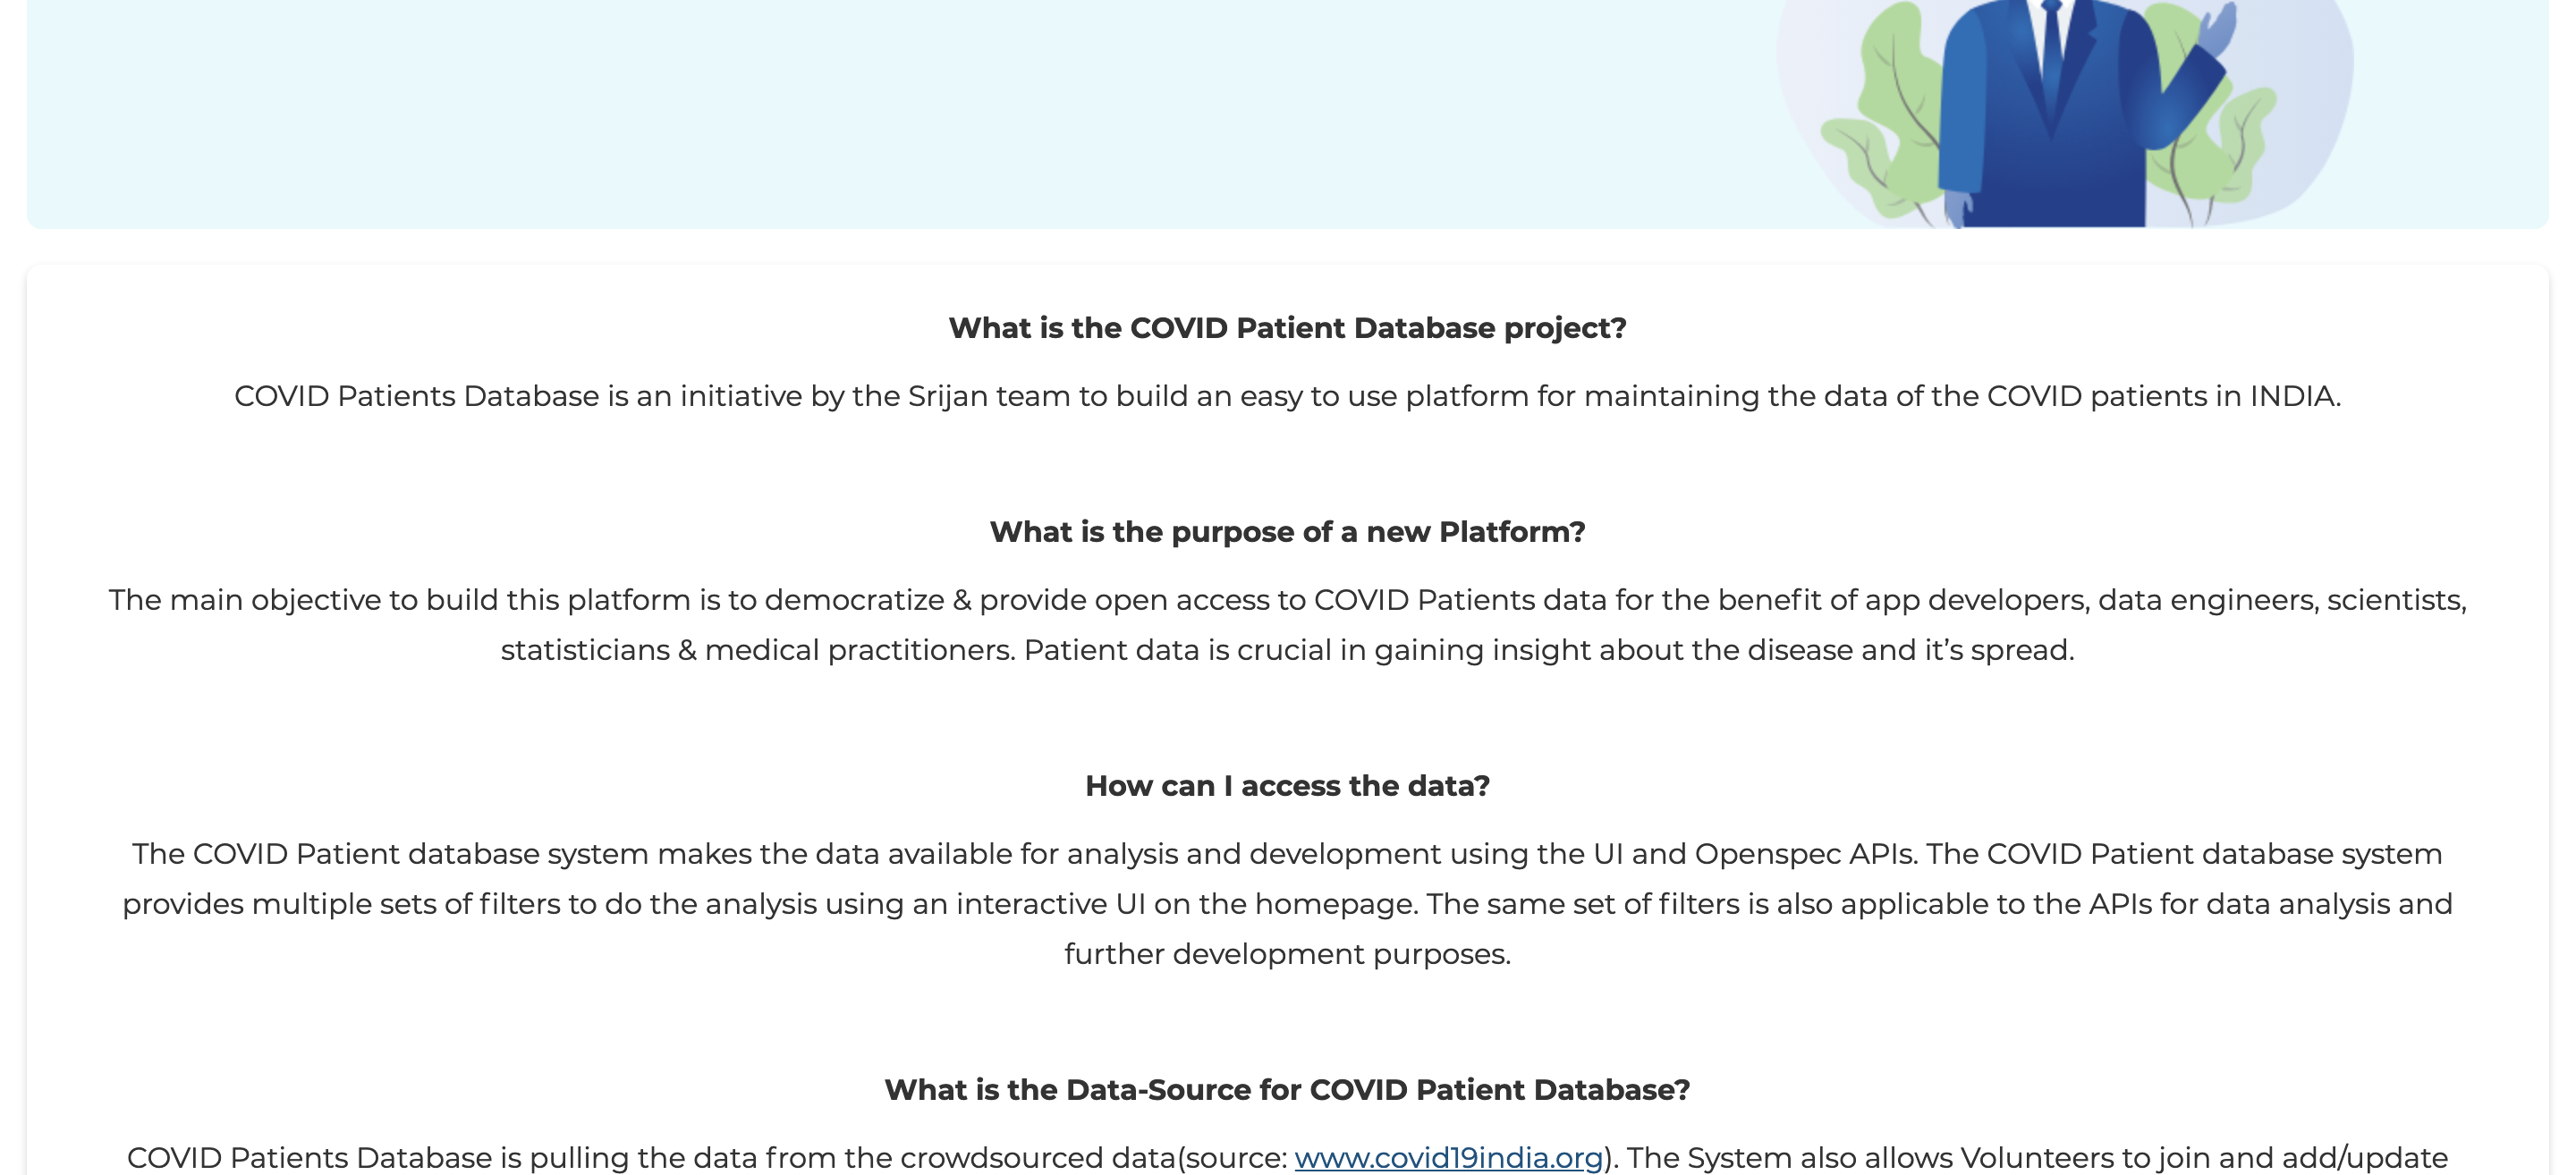 What is the COVID Patient Database project?
COVID Patients Database is an initiative by the Srijan team to build an easy to use platform for maintaining the data of the COVID patients in INDIA.
What is the purpose of a new Platform?
The main objective to build this platform is to democratize & provide open access to COVID Patients data for the benefit of app developers, data engineers, scientists,
statisticians & medical practitioners. Patient data is crucial in gaining insight about the disease and it’s spread.
How can I access the data?
The COVID Patient database system makes the data available for analysis and development using the UI and Openspec APIs. The COVID Patient database system
provides multiple sets of filters to do the analysis using an interactive UI on the homepage. The same set of filters is also applicable to the APIs for data analysis and
further development purposes.
What is the Data-Source for COVID Patient Database?
COVID Patients Database is pulling the data from the crowdsourced data(source: www.covid19india.org). The System also allows Volunteers to join and add/update